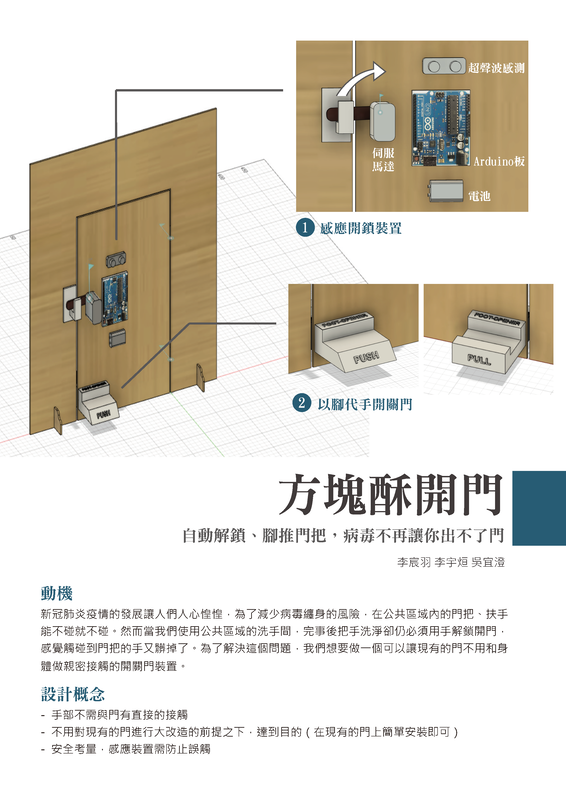 超聲波感測
伺服
馬達
Arduino板
電池
1 感應開鎖裝置
FOOT-OPENER
PUSH
FOOT-OPENER
PULL
FOOT-OPENER
PUSH
2 以腳代手開關門
方塊酥開門
自動解鎖、腳推門把，病毒不再讓你出不了門
李宸羽 李宇烜 吳宜澄
動機
新冠肺炎疫情的發展讓人們人心惶惶，為了減少病毒纏身的風險，在公共區域內的門把、扶手
能不碰就不碰。然而當我們使用公共區域的洗手間，完事後把手洗淨卻仍必須用手解鎖開門，
感覺觸碰到門把的手又髒掉了。為了解決這個問題，我們想要做一個可以讓現有的門不用和身
體做親密接觸的開關門裝置。
設計概念
- 手部不需與門有直接的接觸
- 不用對現有的門進行大改造的前提之下，達到目的（在現有的門上簡單安裝即可）
- 安全考量，感應裝置需防止誤觸